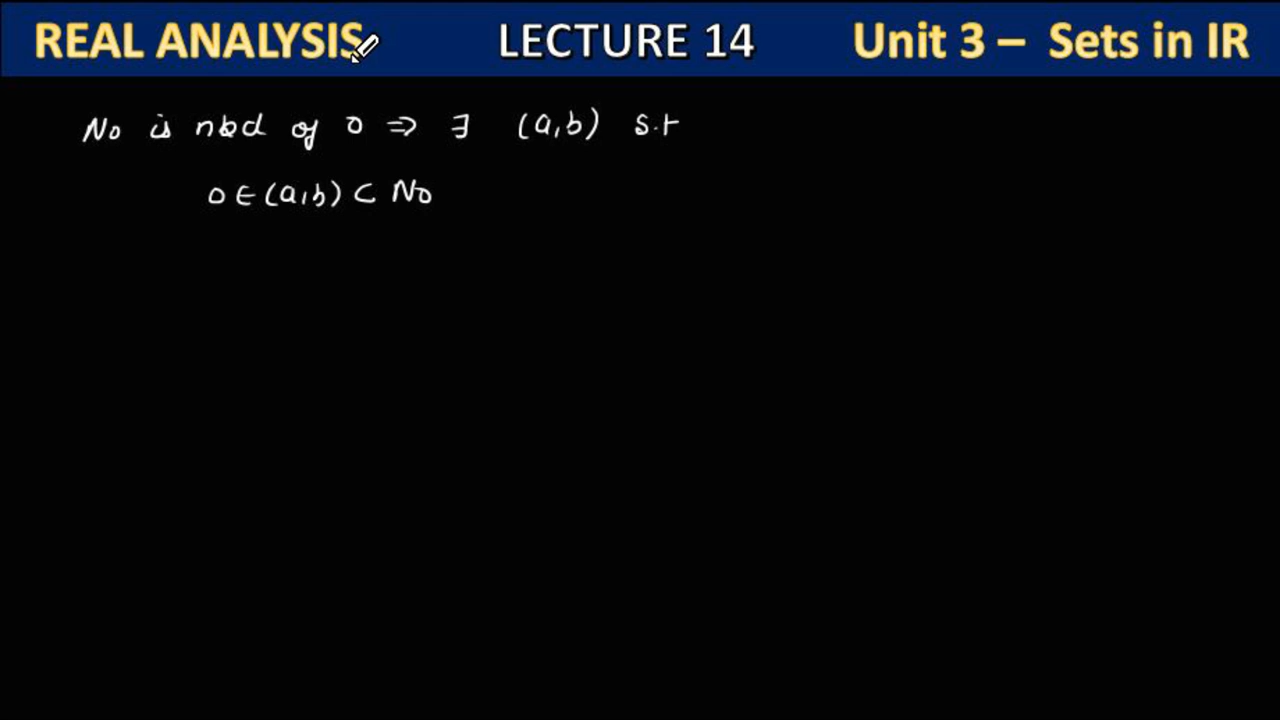 REAL ANALYSIS LECTURE 14 Unit 3 – Sets in IR
No is nbd of 0 ⇒ ∃ (a,b) s.t
0 ∈ (a,b) ⊂ No